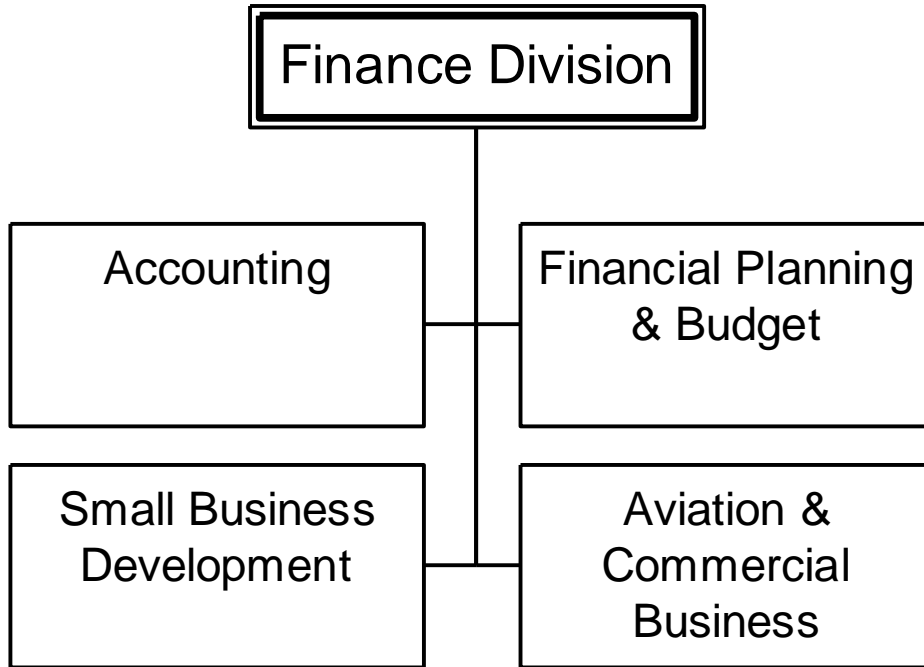 Finance Division
Accounting
Financial Planning
& Budget
Small Business
Development
Aviation &
Commercial
Business